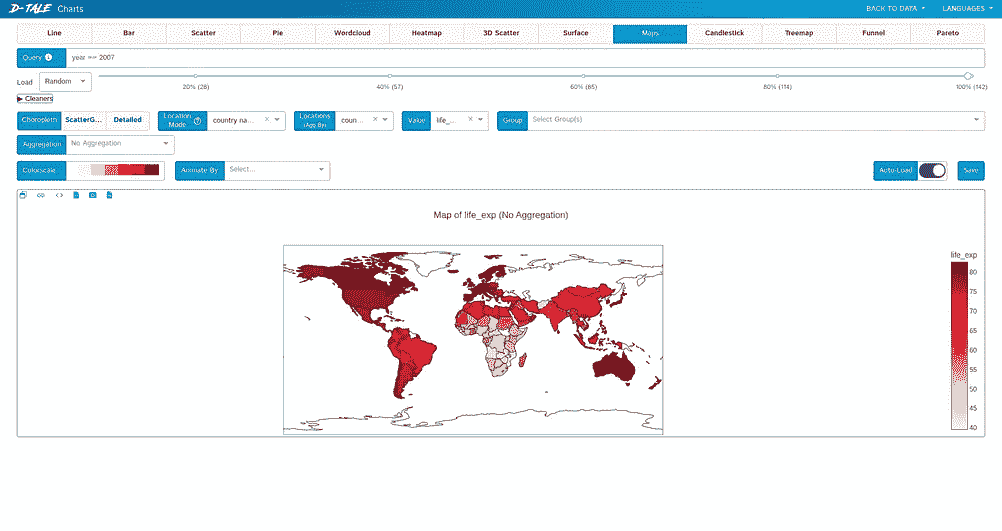 D-TALE Charts BACK TO DATA LANGUAGES
Line Bar Scatter Pie Wordcloud Heatmap 3D Scatter Surface Maps Candlestick Treemap Funnel Pareto
Query year == 2007
Load Random 20% (28) 40% (57) 60% (85) 80% (114) 100% (142)
Cleaners
Choropleth ScatterG... Detailed Location Mode country na... Locations (Agg By) coun... Value life_... Group Select Group(s)
Aggregation No Aggregation
Colorscale Animate By Select... Auto-Load Save
Map of life_exp (No Aggregation)
life_exp
80
75
70
65
60
55
50
45
40